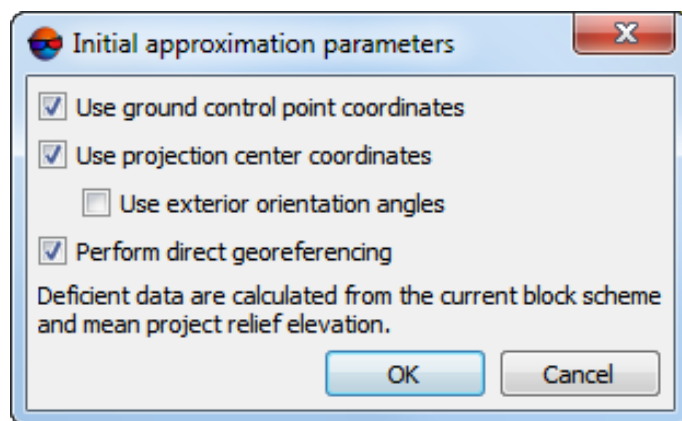 Initial approximation parameters
Use ground control point coordinates
Use projection center coordinates
Use exterior orientation angles
Perform direct georeferencing
Deficient data are calculated from the current block scheme
and mean project relief elevation.
OK Cancel